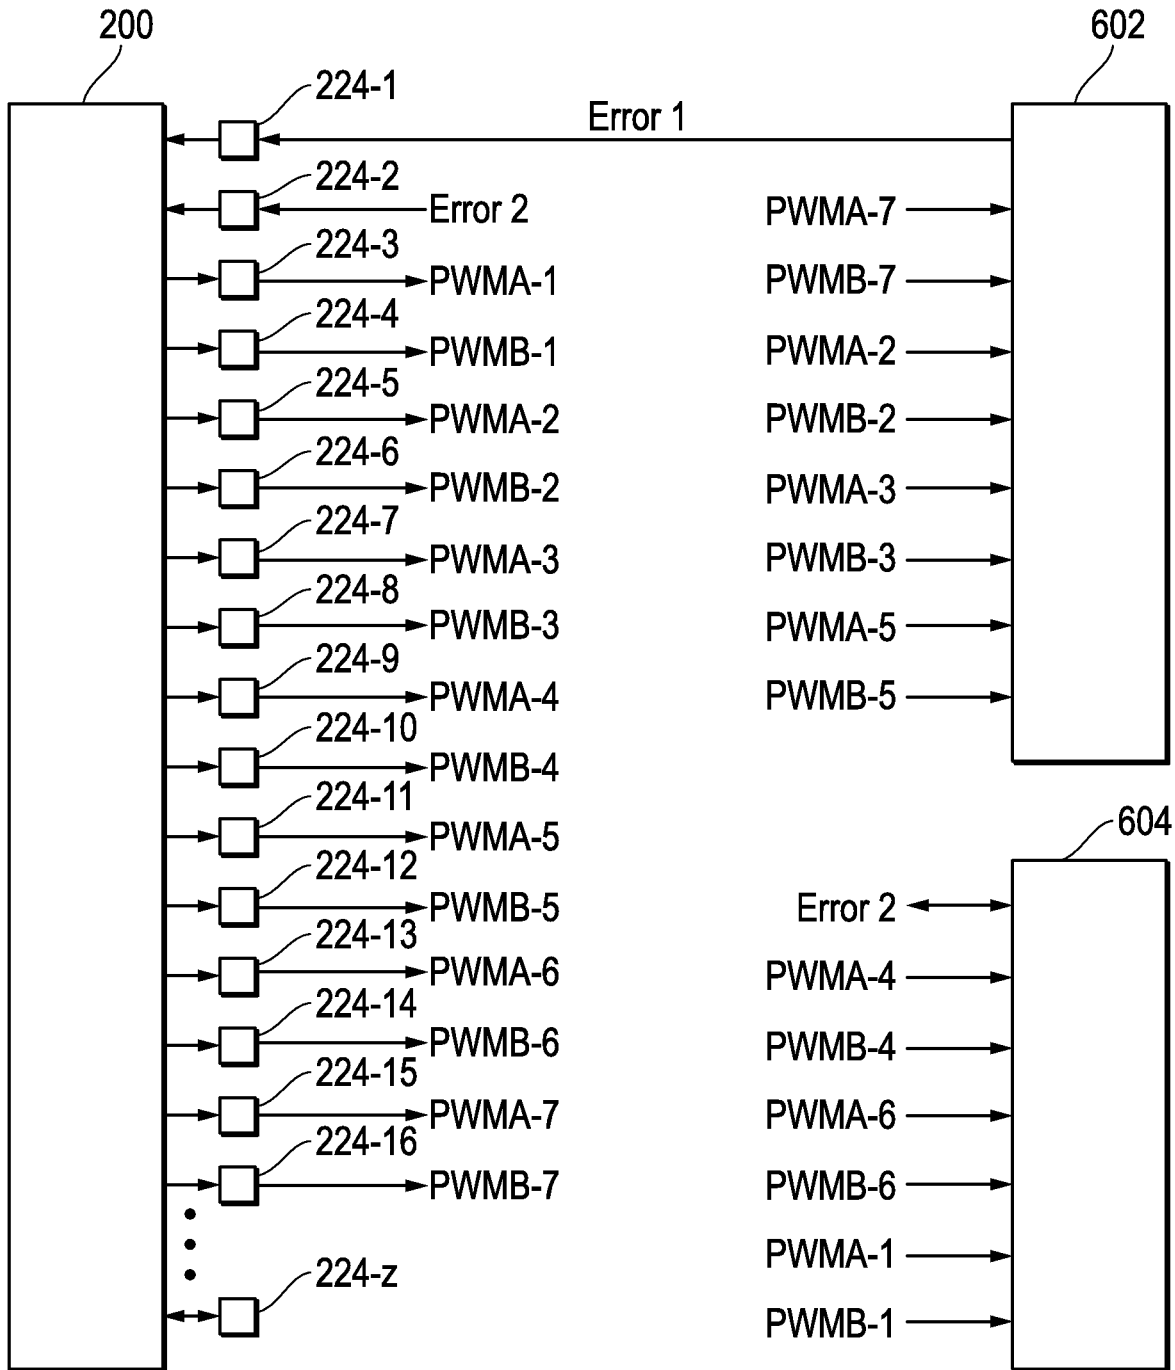 200
602
224-1
Error 1
224-2
Error 2
PWMA-7
224-3
PWMA-1
PWMB-7
224-4
PWMB-1
PWMA-2
224-5
PWMA-2
PWMB-2
224-6
PWMB-2
PWMA-3
224-7
PWMA-3
PWMB-3
224-8
PWMB-3
PWMA-5
224-9
PWMA-4
PWMB-5
224-10
PWMB-4
224-11
PWMA-5
604
224-12
PWMB-5
Error 2
224-13
PWMA-6
PWMA-4
224-14
PWMB-6
PWMB-4
224-15
PWMA-7
PWMA-6
224-16
PWMB-7
PWMB-6
PWMA-1
224-z
PWMB-1